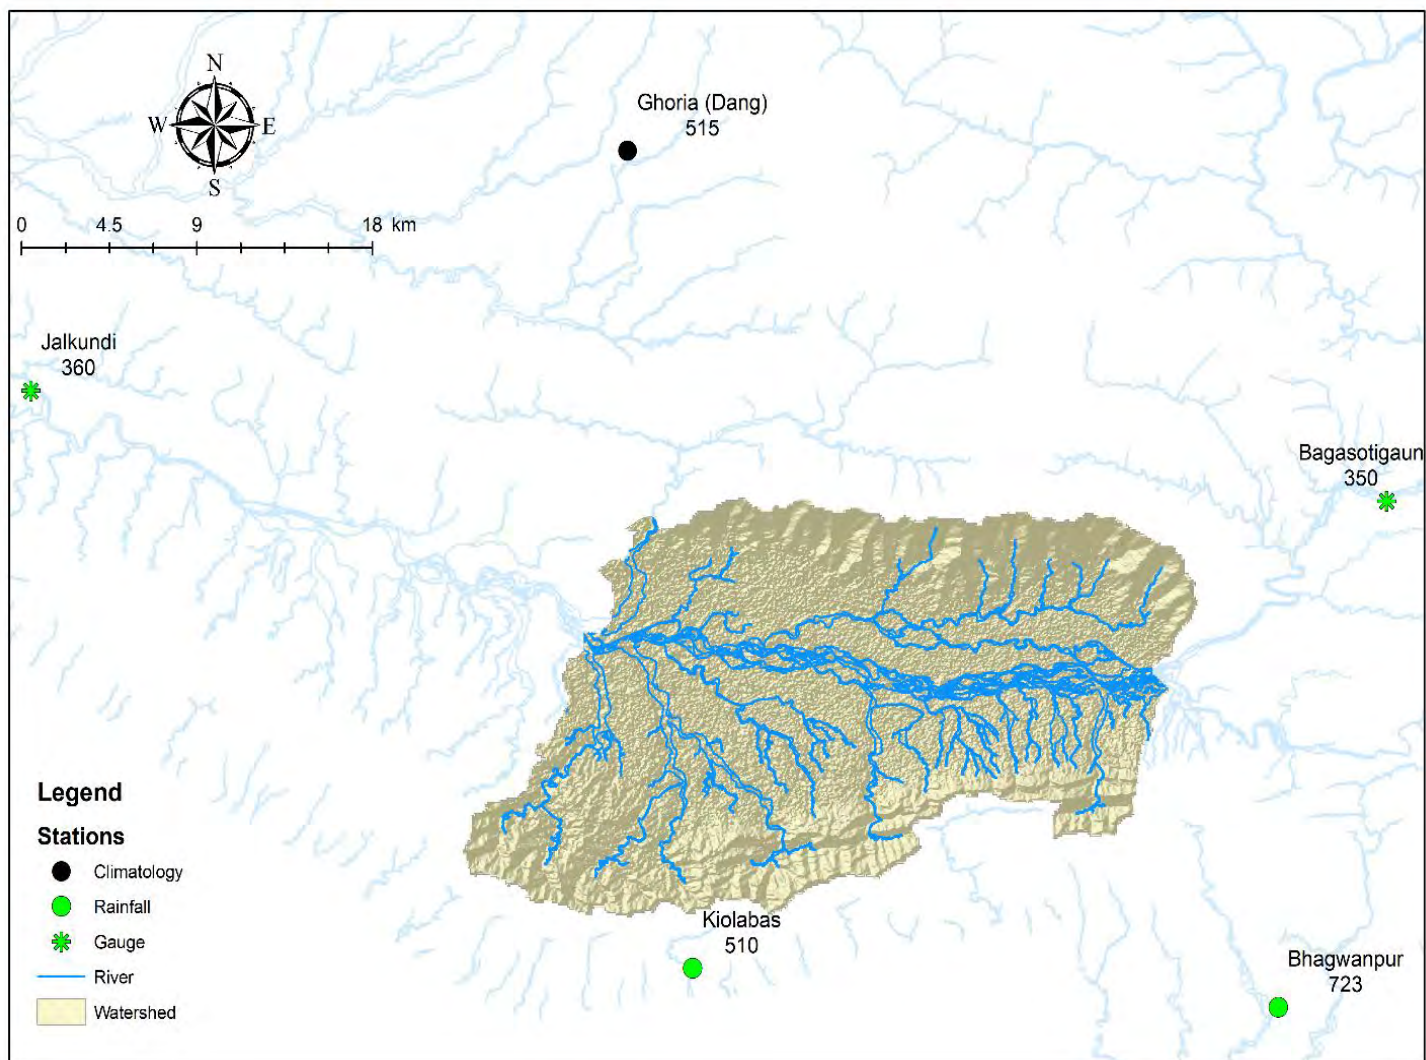 N
W E
S
Ghoria (Dang)
515
0 4.5 9 18 km
Jalkundi
360
Bagasotigaun
350
Legend
Stations
Climatology
Rainfall
Gauge
River
Watershed
Kiolabas
510
Bhagwanpur
723